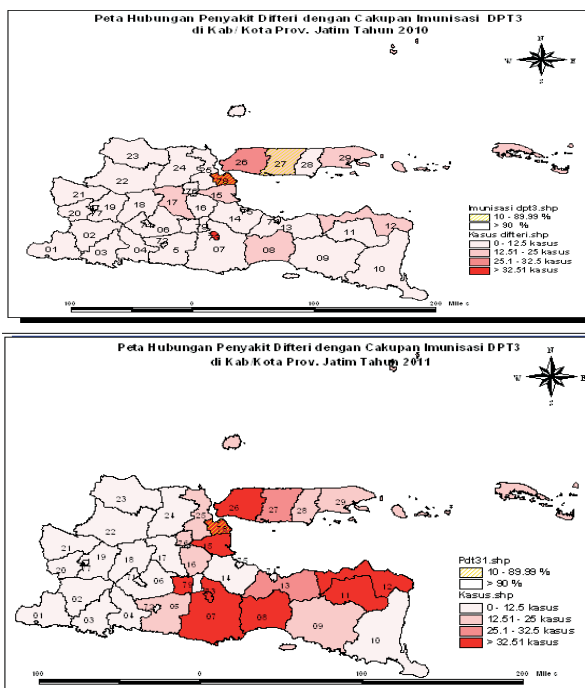 Peta Hubungan Penyakit Difteri dengan Cakupan Imunisasi DPT3
di Kab/ Kota Prov. Jatim Tahun 2010
N
W E
S
23
24
25
22
21
20
19
18
17
16
15
26
27
28
29
78
14
13
12
11
10
09
08
07
06
5
04
03
02
01
Imunisasi dpt3.shp
10 - 89.99 %
> 90 %
Kasus difteri.shp
0 - 12.5 kasus
12.51 - 25 kasus
25.1 - 32.5 kasus
> 32.51 kasus
100 0 100 200 Miles
Peta Hubungan Penyakit Difteri dengan Cakupan Imunisasi DPT3
di Kab/Kota Prov. Jatim Tahun 2011
N
W E
S
23
24
25
22
21
20
19
18
17
16
15
26
27
28
29
14
13
12
11
10
09
08
07
06
05
04
03
02
01
Pdt31.shp
10 - 89.99 %
> 90 %
Kasus.shp
0 - 12.5 kasus
12.51 - 25 kasus
25.1 - 32.5 kasus
> 32.51 kasus
100 0 100 200 Miles